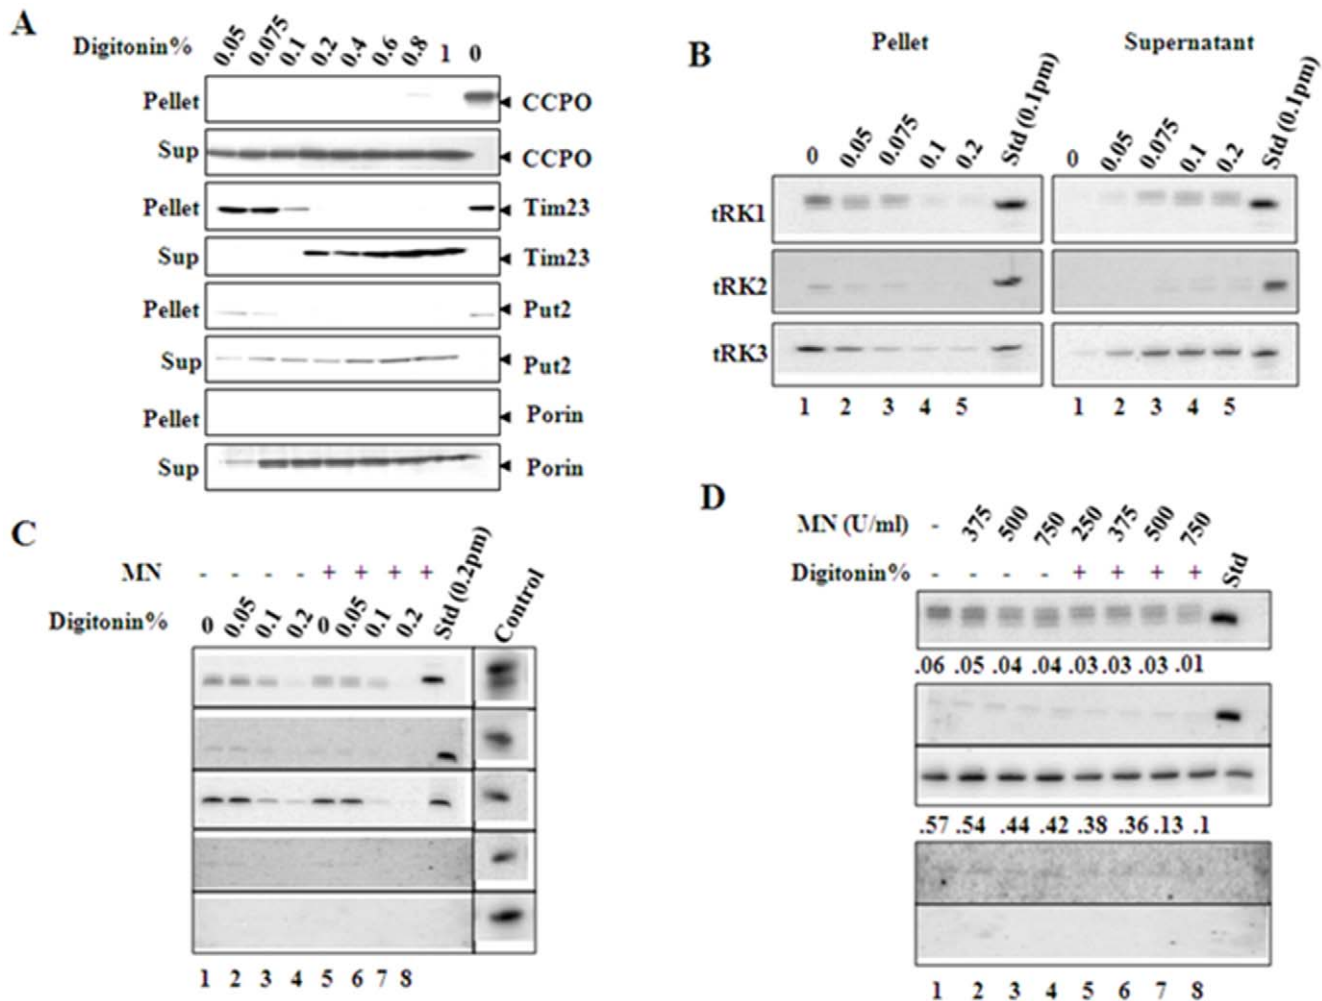 A
Digitonin% 0.05 0.075 0.1 0.2 0.4 0.6 0.8 1 0
Pellet CCPO
Sup CCPO
Pellet Tim23
Sup Tim23
Pellet Put2
Sup Put2
Pellet Porin
Sup Porin
B
Pellet Supernatant
0 0.05 0.075 0.1 0.2 Std (0.1pm) 0 0.05 0.075 0.1 0.2 Std (0.1pm)
tRK1
tRK2
tRK3
1 2 3 4 5 1 2 3 4 5
C
MN - - - - + + + +
Digitonin% 0 0.05 0.1 0.2 0 0.05 0.1 0.2 Std (0.2pm) Control
1 2 3 4 5 6 7 8
D
MN (U/ml) - 375 500 750 250 375 500 750
Digitonin% - - - - + + + + Std
.06 .05 .04 .04 .03 .03 .03 .01
.57 .54 .44 .42 .38 .36 .13 .1
1 2 3 4 5 6 7 8